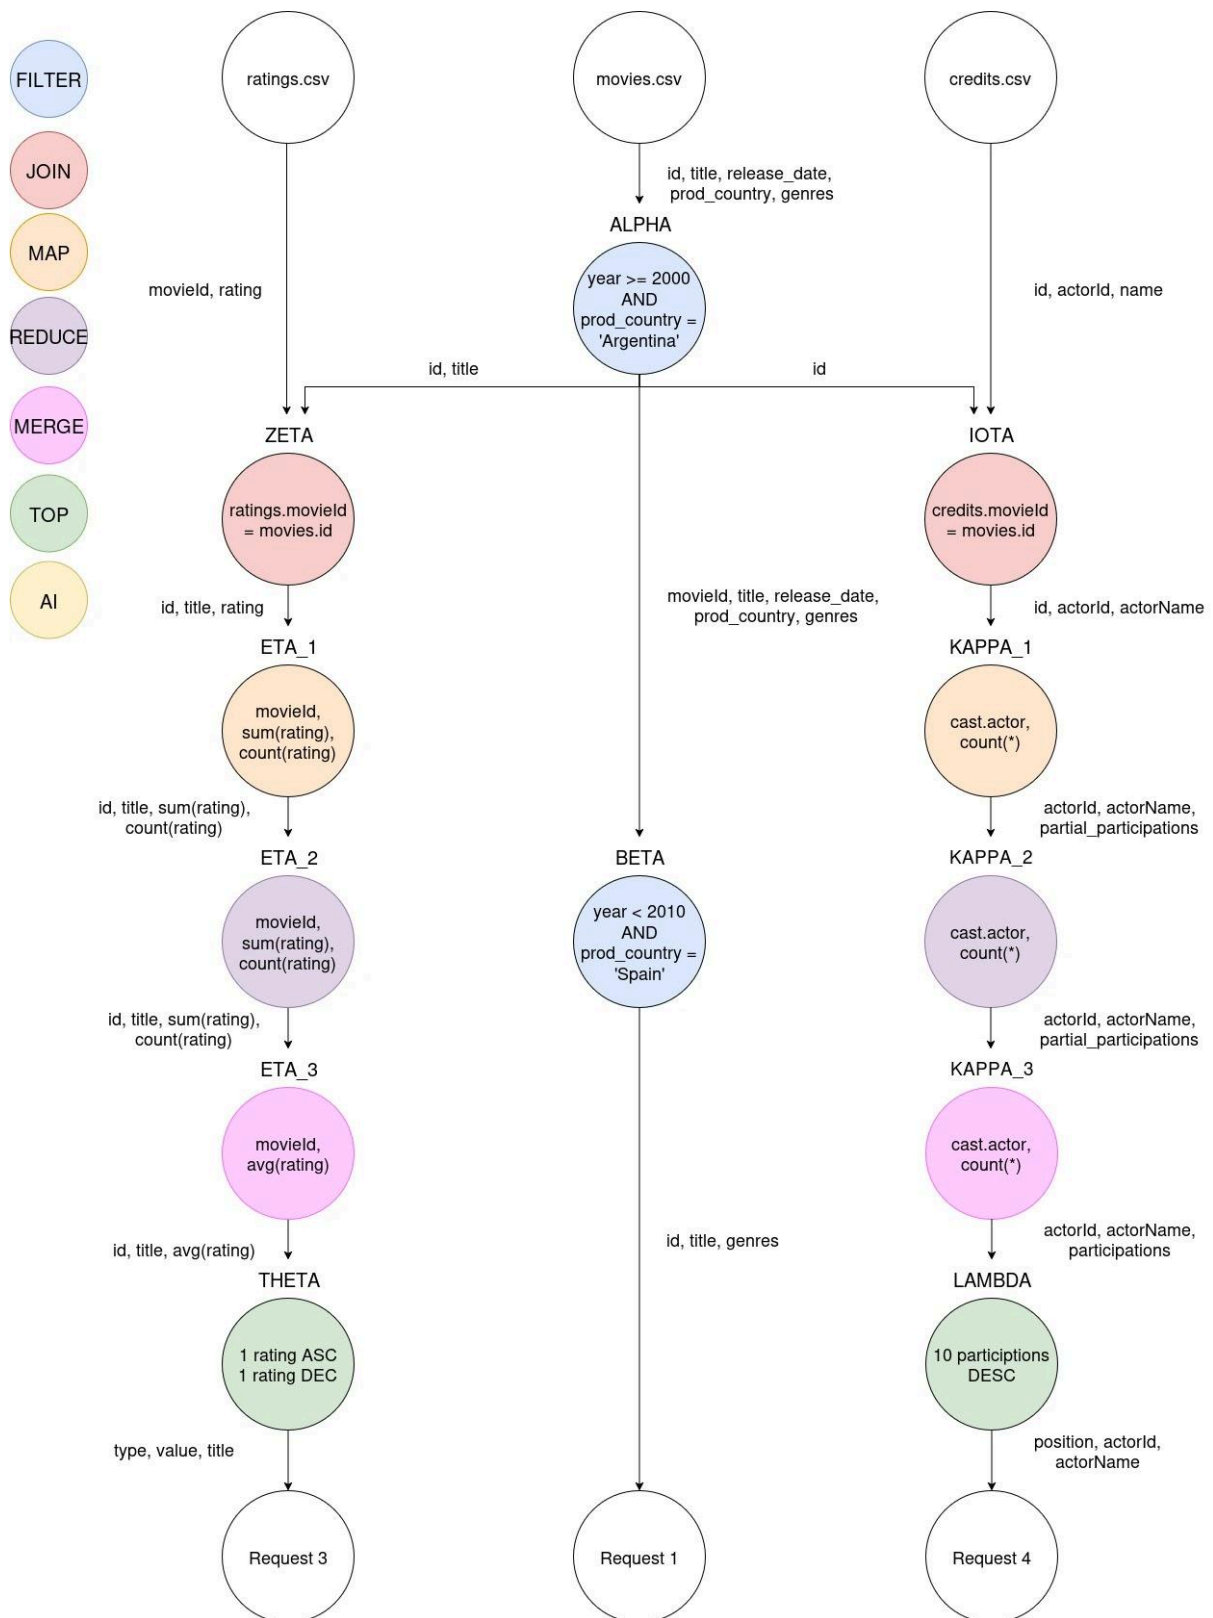 FILTER
JOIN
MAP
REDUCE
MERGE
TOP
AI
ratings.csv
movies.csv
credits.csv
id, title, release_date,
prod_country, genres
ALPHA
year >= 2000
AND
prod_country =
'Argentina'
movieId, rating
id, actorId, name
id, title
id
ZETA
ratings.movieId
= movies.id
IOTA
credits.movieId
= movies.id
id, title, rating
movieId, title, release_date,
prod_country, genres
id, actorId, actorName
ETA_1
movieId,
sum(rating),
count(rating)
KAPPA_1
cast.actor,
count(*)
id, title, sum(rating),
count(rating)
actorId, actorName,
partial_participations
ETA_2
movieId,
sum(rating),
count(rating)
BETA
year < 2010
AND
prod_country =
'Spain'
KAPPA_2
cast.actor,
count(*)
id, title, sum(rating),
count(rating)
actorId, actorName,
partial_participations
ETA_3
movieId,
avg(rating)
KAPPA_3
cast.actor,
count(*)
id, title, avg(rating)
id, title, genres
actorId, actorName,
participations
THETA
1 rating ASC
1 rating DEC
LAMBDA
10 participtions
DESC
type, value, title
position, actorId,
actorName
Request 3
Request 1
Request 4